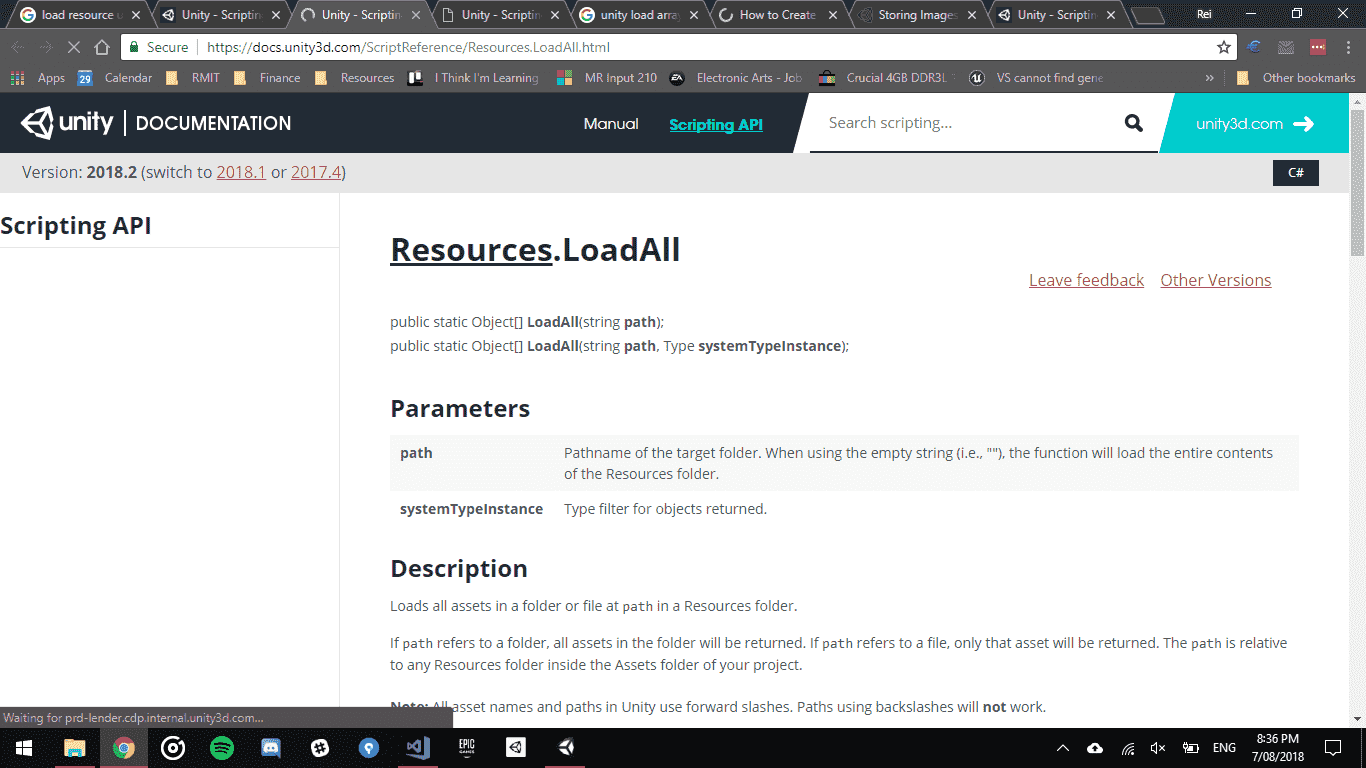 load resource u
Unity - Scripting
Unity - Scripting
Unity - Scripting
unity load array
How to Create
Storing Images
Unity - Scripting
Rei
Secure
https://docs.unity3d.com/ScriptReference/Resources.LoadAll.html
Apps
29
Calendar
RMIT
Finance
Resources
I Think I'm Learning
MR Input 210
EA
Electronic Arts - Job
Crucial 4GB DDR3L
VS cannot find gene
»
Other bookmarks
unity | DOCUMENTATION
Manual
Scripting API
Search scripting...
unity3d.com
Version: 2018.2 (switch to 2018.1 or 2017.4)
C#
Scripting API
Resources.LoadAll
Leave feedback
Other Versions
public static Object[] LoadAll(string path);
public static Object[] LoadAll(string path, Type systemTypeInstance);
Parameters
path
Pathname of the target folder. When using the empty string (i.e., ""), the function will load the entire contents
of the Resources folder.
systemTypeInstance
Type filter for objects returned.
Description
Loads all assets in a folder or file at path in a Resources folder.
If path refers to a folder, all assets in the folder will be returned. If path refers to a file, only that asset will be returned. The path is relative
to any Resources folder inside the Assets folder of your project.
Note: All asset names and paths in Unity use forward slashes. Paths using backslashes will not work.
Waiting for prd-lender.cdp.internal.unity3d.com...
EPIC
GAMES
ENG
8:36 PM
7/08/2018